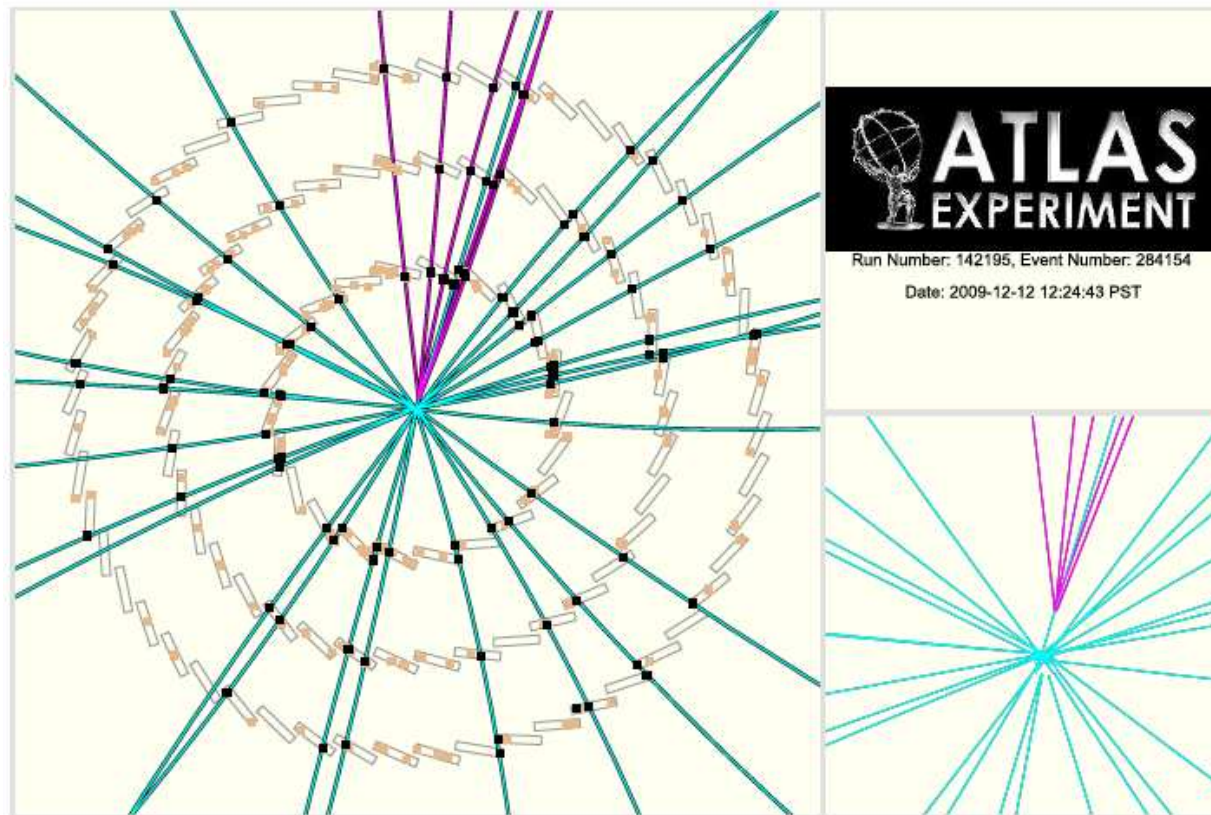 ATLAS
EXPERIMENT
Run Number: 142195, Event Number: 284154
Date: 2009-12-12 12:24:43 PST